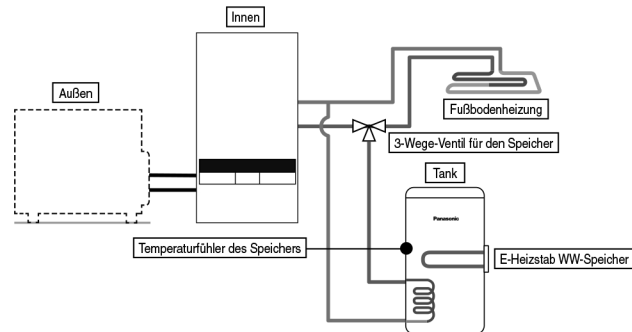 Innen
Außen
Fußbodenheizung
3-Wege-Ventil für den Speicher
Tank
Panasonic
Temperaturfühler des Speichers
E-Heizstab WW-Speicher